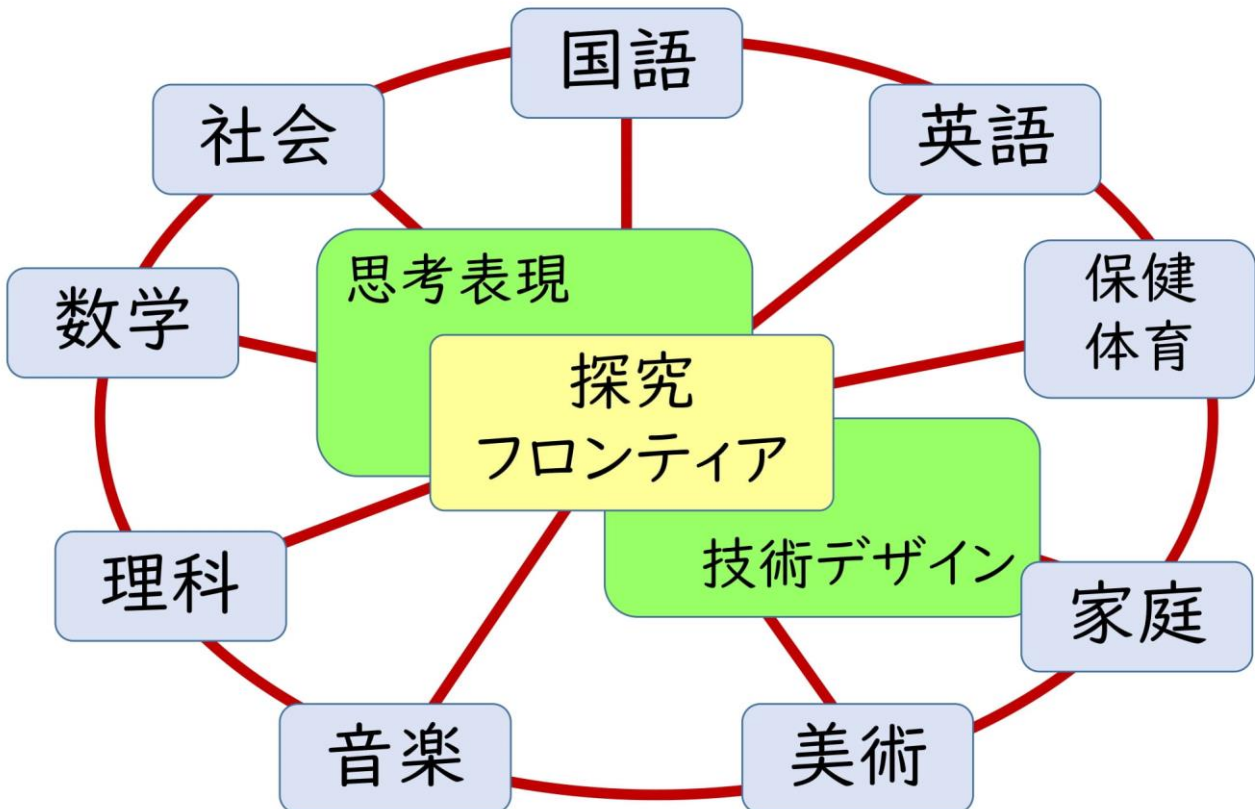 国語
社会
英語
思考表現
保健
体育
数学
探究
フロンティア
技術デザイン
理科
家庭
音楽
美術